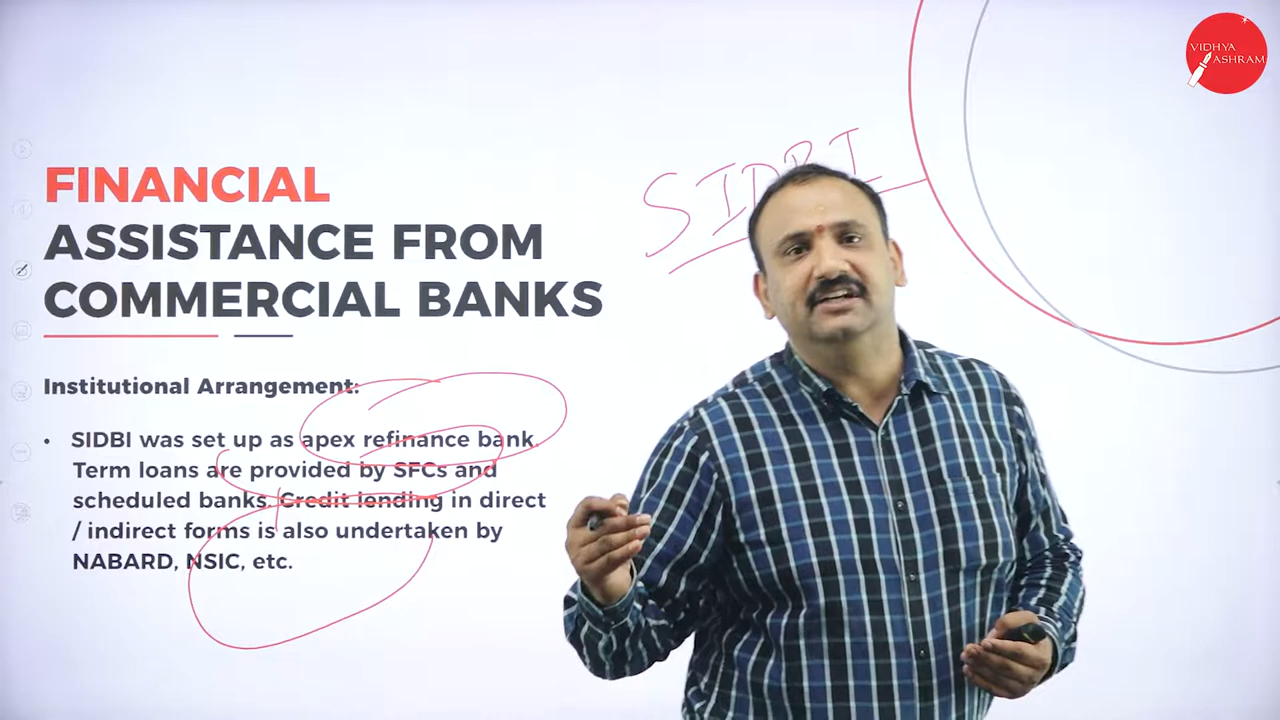 VIDHYA
ASHRAM
SIDBI
FINANCIAL
ASSISTANCE FROM
COMMERCIAL BANKS
Institutional Arrangement:
• SIDBI was set up as apex refinance bank.
Term loans are provided by SFCs and
scheduled banks. Credit lending in direct
/ indirect forms is also undertaken by
NABARD, NSIC, etc.